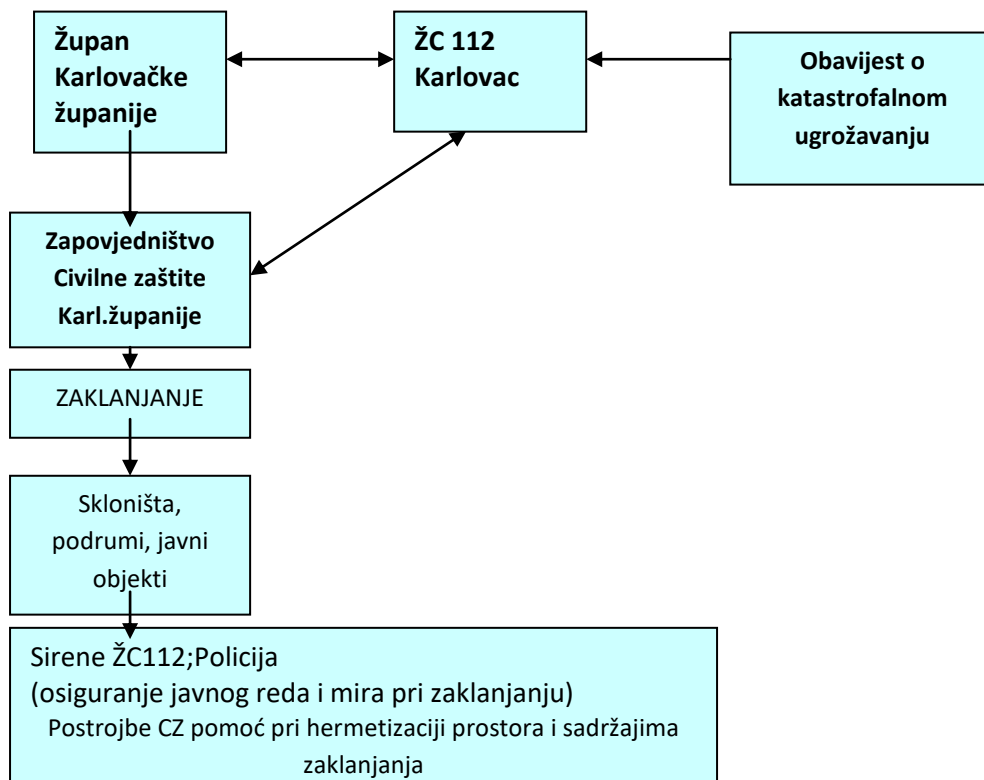 Župan
Karlovačke
županije
ŽC 112
Karlovac
Obavijest o
katastrofalnom
ugrožavanju
Zapovjedništvo
Civilne zaštite
Karl.županije
ZAKLANJANJE
Skloništa,
podrumi, javni
objekti
Sirene ŽC112;Policija
(osiguranje javnog reda i mira pri zaklanjanju)
Postrojbe CZ pomoć pri hermetizaciji prostora i sadržajima
zaklanjanja